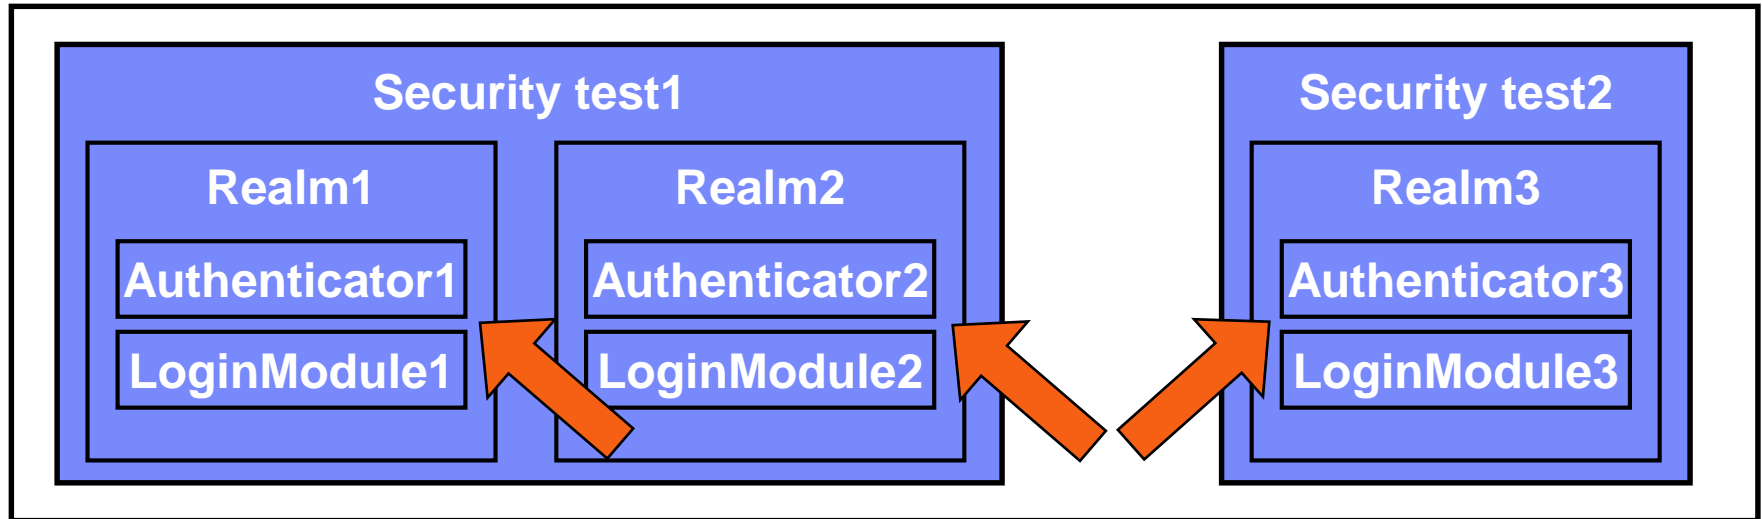 Security test1
Realm1
Authenticator1
LoginModule1
Realm2
Authenticator2
LoginModule2
Security test2
Realm3
Authenticator3
LoginModule3